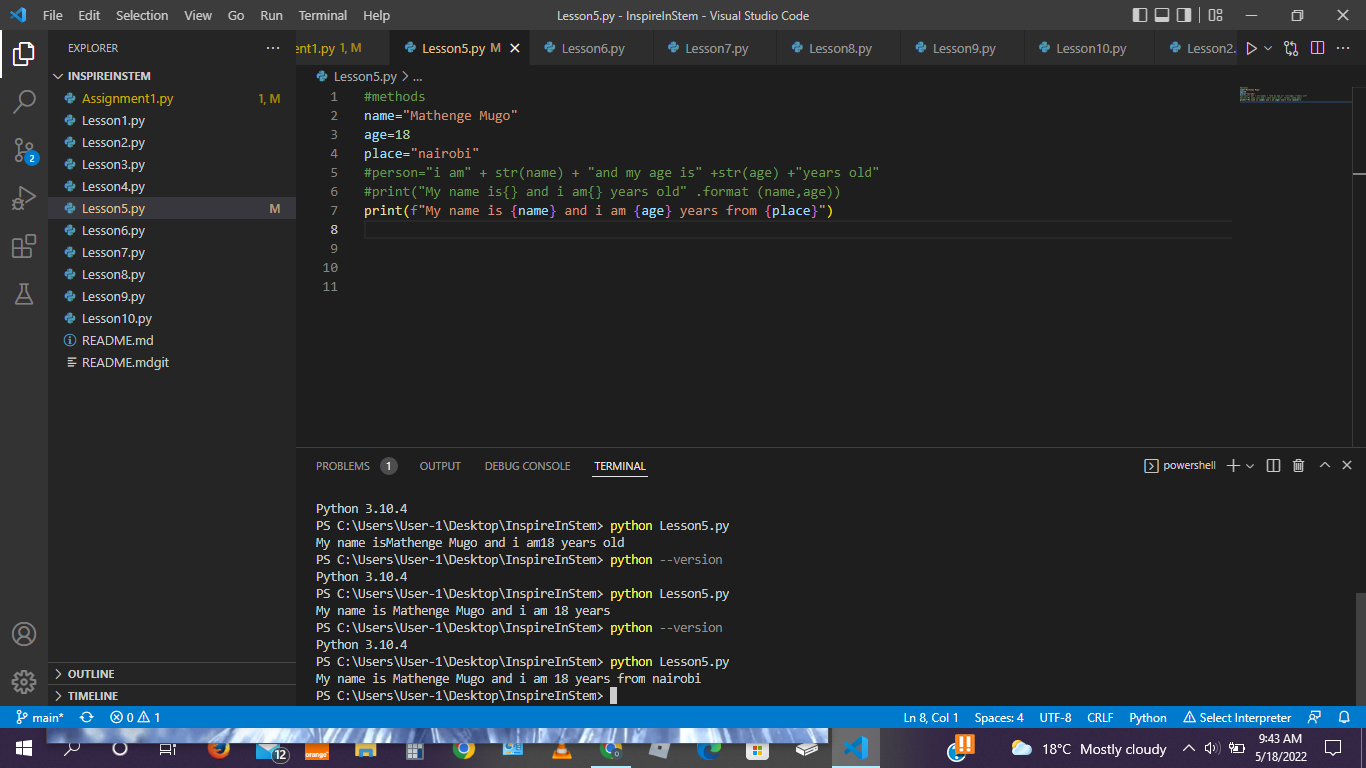 File Edit Selection View Go Run Terminal Help Lesson5.py - InspireInStem - Visual Studio Code
EXPLORER
ent1.py 1, M Lesson5.py M Lesson6.py Lesson7.py Lesson8.py Lesson9.py Lesson10.py Lesson2.
INSPIREINSTEM
Assignment1.py 1, M
Lesson1.py
Lesson2.py
Lesson3.py
Lesson4.py
Lesson5.py M
Lesson6.py
Lesson7.py
Lesson8.py
Lesson9.py
Lesson10.py
README.md
README.mdgit
OUTLINE
TIMELINE
2
Lesson5.py > ...
1 #methods
2 name="Mathenge Mugo"
3 age=18
4 place="nairobi"
5 #person="i am" + str(name) + "and my age is" +str(age) +"years old"
6 #print("My name is{} and i am{} years old" .format (name,age))
7 print(f"My name is {name} and i am {age} years from {place}")
8
9
10
11
PROBLEMS 1 OUTPUT DEBUG CONSOLE TERMINAL powershell
Python 3.10.4
PS C:\Users\User-1\Desktop\InspireInStem> python Lesson5.py
My name isMathenge Mugo and i am18 years old
PS C:\Users\User-1\Desktop\InspireInStem> python --version
Python 3.10.4
PS C:\Users\User-1\Desktop\InspireInStem> python Lesson5.py
My name is Mathenge Mugo and i am 18 years
PS C:\Users\User-1\Desktop\InspireInStem> python --version
Python 3.10.4
PS C:\Users\User-1\Desktop\InspireInStem> python Lesson5.py
My name is Mathenge Mugo and i am 18 years from nairobi
PS C:\Users\User-1\Desktop\InspireInStem>
main* 0 1 Ln 8, Col 1 Spaces: 4 UTF-8 CRLF Python Select Interpreter
12 orange 18°C Mostly cloudy 9:43 AM
5/18/2022